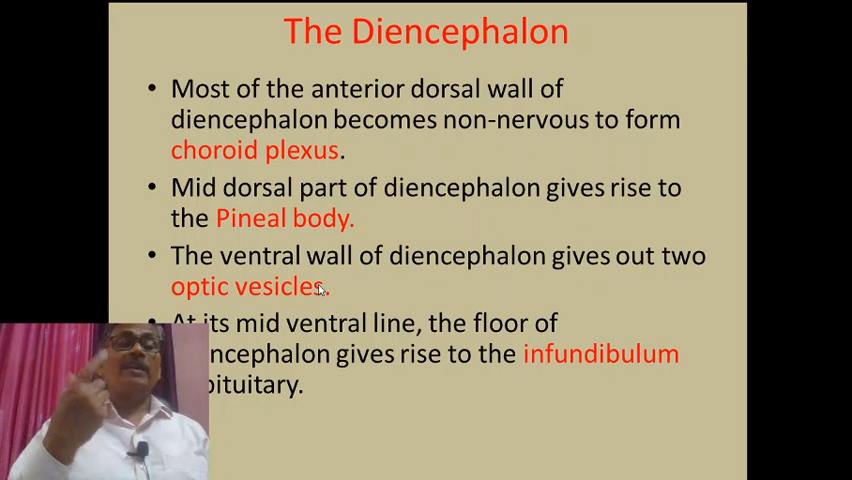 The Diencephalon
• Most of the anterior dorsal wall of
diencephalon becomes non-nervous to form
choroid plexus.
• Mid dorsal part of diencephalon gives rise to
the Pineal body.
• The ventral wall of diencephalon gives out two
optic vesicles.
• At its mid ventral line, the floor of
encephalon gives rise to the infundibulum
pituitary.